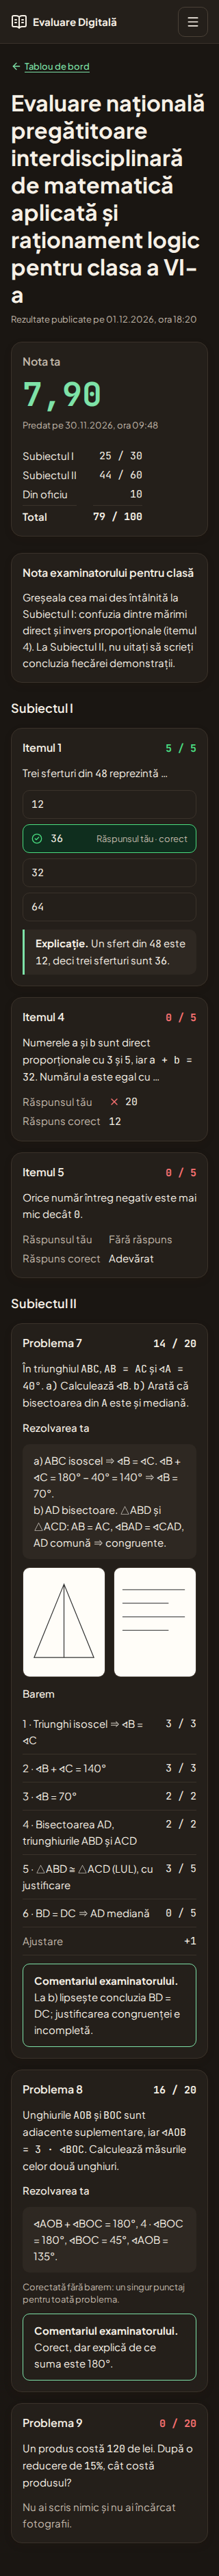 Evaluare Digitală
← Tablou de bord
Evaluare națională
pregătitoare
interdisciplinară
de matematică
aplicată și
raționament logic
pentru clasa a VI-
a
Rezultate publicate pe 01.12.2026, ora 18:20
Nota ta
7,90
Predat pe 30.11.2026, ora 09:48
Subiectul I 25 / 30
Subiectul II 44 / 60
Din oficiu 10
Total 79 / 100
Nota examinatorului pentru clasă
Greșeala cea mai des întâlnită la
Subiectul I: confuzia dintre mărimi
direct și invers proporționale (itemul
4). La Subiectul II, nu uitați să scrieți
concluzia fiecărei demonstrații.
Subiectul I
Itemul 1 5 / 5
Trei sferturi din 48 reprezintă …
12
36 Răspunsul tău · corect
32
64
Explicație. Un sfert din 48 este
12, deci trei sferturi sunt 36.
Itemul 4 0 / 5
Numerele a și b sunt direct
proporționale cu 3 și 5, iar a + b =
32. Numărul a este egal cu …
Răspunsul tău × 20
Răspuns corect 12
Itemul 5 0 / 5
Orice număr întreg negativ este mai
mic decât 0.
Răspunsul tău Fără răspuns
Răspuns corect Adevărat
Subiectul II
Problema 7 14 / 20
În triunghiul ABC, AB = AC și ∢A =
40°. a) Calculează ∢B. b) Arată că
bisectoarea din A este și mediană.
Rezolvarea ta
a) ABC isoscel ⇒ ∢B = ∢C. ∢B +
∢C = 180° − 40° = 140° ⇒ ∢B =
70°.
b) AD bisectoare. △ABD și
△ACD: AB = AC, ∢BAD = ∢CAD,
AD comună ⇒ congruente.
Barem
1 · Triunghi isoscel ⇒ ∢B = 3 / 3
∢C
2 · ∢B + ∢C = 140° 3 / 3
3 · ∢B = 70° 2 / 2
4 · Bisectoarea AD, 2 / 2
triunghiurile ABD și ACD
5 · △ABD ≅ △ACD (LUL), cu 3 / 5
justificare
6 · BD = DC ⇒ AD mediană 0 / 5
Ajustare +1
Comentariul examinatorului.
La b) lipsește concluzia BD =
DC; justificarea congruenței e
incompletă.
Problema 8 16 / 20
Unghiurile AOB și BOC sunt
adiacente suplementare, iar ∢AOB
= 3 · ∢BOC. Calculează măsurile
celor două unghiuri.
Rezolvarea ta
∢AOB + ∢BOC = 180°, 4 · ∢BOC
= 180°, ∢BOC = 45°, ∢AOB =
135°.
Corectată fără barem: un singur punctaj
pentru toată problema.
Comentariul examinatorului.
Corect, dar explică de ce
suma este 180°.
Problema 9 0 / 20
Un produs costă 120 de lei. După o
reducere de 15%, cât costă
produsul?
Nu ai scris nimic și nu ai încărcat
fotografii.